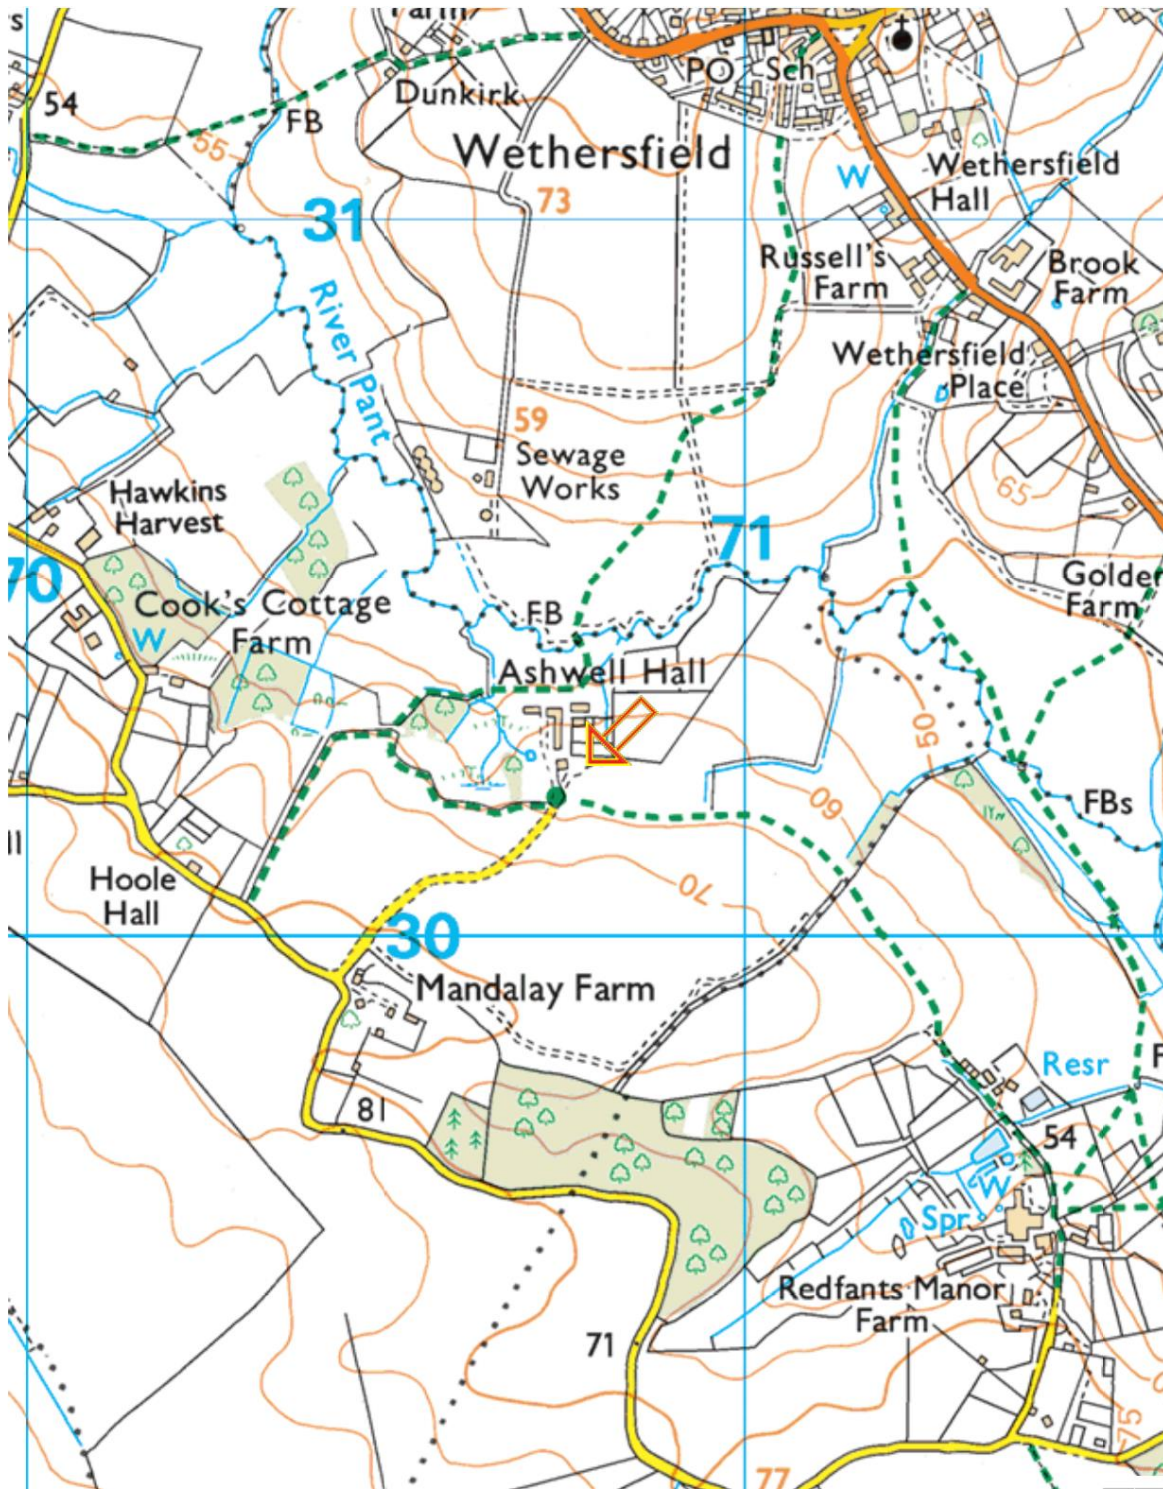 s
Farm
54
Dunkirk
FB
PO
Sch
55
Wethersfield
W
Wethersfield
Hall
73
31
Russell's
Farm
Brook
Farm
River Pant
Wethersfield
Place
59
Sewage
Works
65
Hawkins
Harvest
71
70
Golden
Farm
Cook's Cottage
Farm
W
FB
Ashwell Hall
50
60
FBs
Hoole
Hall
70
30
Mandalay Farm
Resr
F
81
54
W
Spr
Redfants Manor
Farm
71
75
77